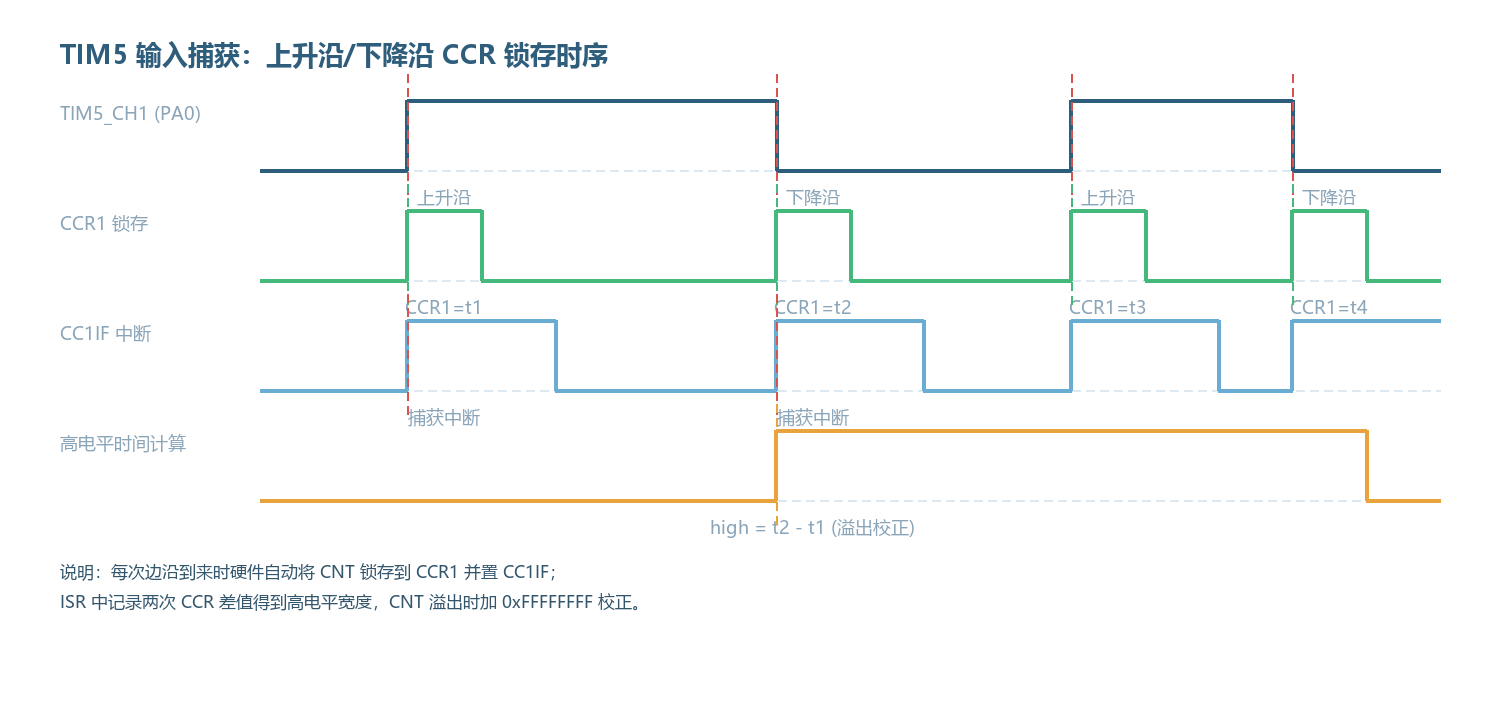 TIM5 输入捕获：上升沿/下降沿 CCR 锁存时序
TIM5_CH1 (PA0)
上升沿
下降沿
上升沿
下降沿
CCR1 锁存
CCR1=t1
CCR1=t2
CCR1=t3
CCR1=t4
CC1IF 中断
捕获中断
捕获中断
高电平时间计算
high = t2 - t1 (溢出校正)
说明：每次边沿到来时硬件自动将 CNT 锁存到 CCR1 并置 CC1IF；
ISR 中记录两次 CCR 差值得到高电平宽度，CNT 溢出时加 0xFFFFFFFF 校正。